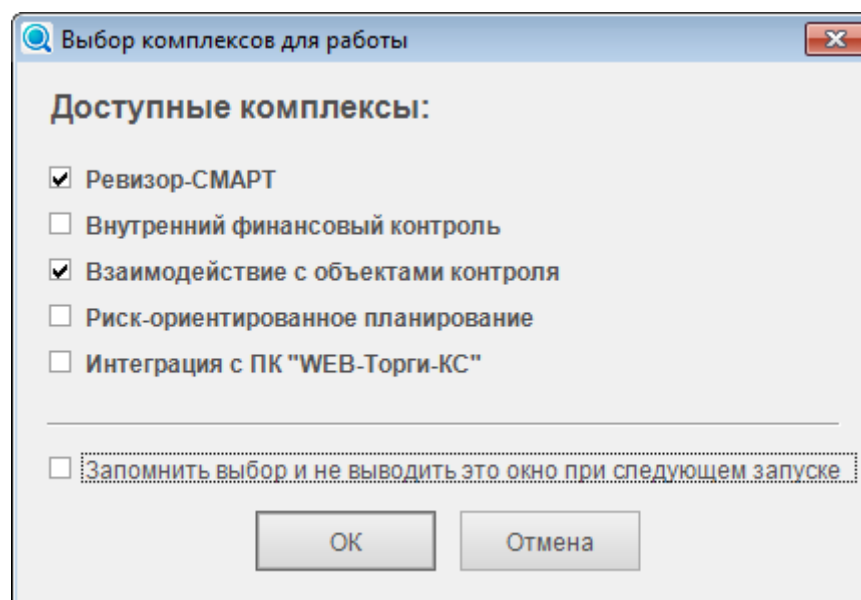 Выбор комплексов для работы
Доступные комплексы:
Ревизор-СМАРТ
Внутренний финансовый контроль
Взаимодействие с объектами контроля
Риск-ориентированное планирование
Интеграция с ПК "WEB-Торги-КС"
Запомнить выбор и не выводить это окно при следующем запуске
ОК
Отмена